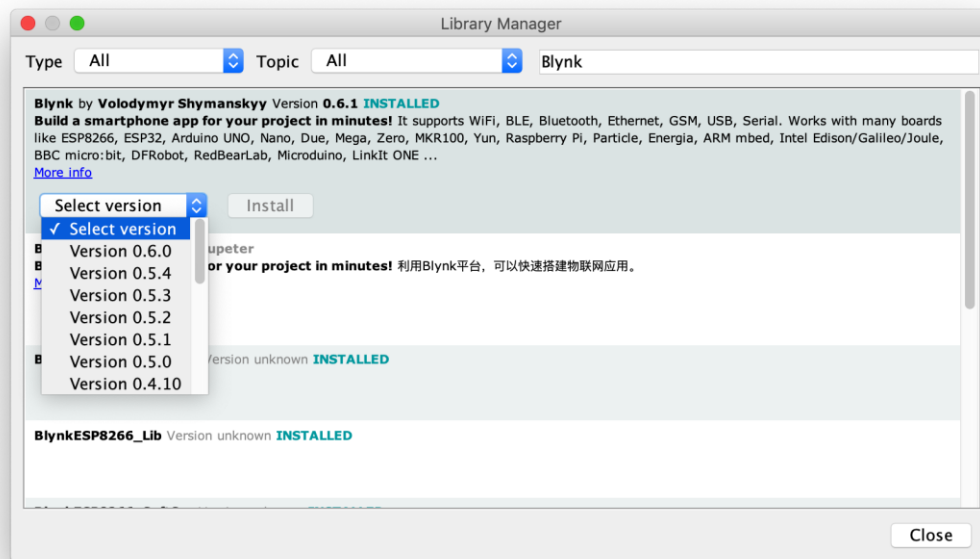 Library Manager
Type All Topic All Blynk
Blynk by Volodymyr Shymanskyy Version 0.6.1 INSTALLED
Build a smartphone app for your project in minutes! It supports WiFi, BLE, Bluetooth, Ethernet, GSM, USB, Serial. Works with many boards
like ESP8266, ESP32, Arduino UNO, Nano, Due, Mega, Zero, MKR100, Yun, Raspberry Pi, Particle, Energia, ARM mbed, Intel Edison/Galileo/Joule,
BBC micro:bit, DFRobot, RedBearLab, Microduino, LinkIt ONE ...
More info
Select version Install
✓ Select version
Version 0.6.0
Version 0.5.4
Version 0.5.3
Version 0.5.2
Version 0.5.1
Version 0.5.0
Version 0.4.10
B upeter
B or your project in minutes! 利用Blynk平台，可以快速搭建物联网应用。
M
B Version unknown INSTALLED
BlynkESP8266_Lib Version unknown INSTALLED
Close